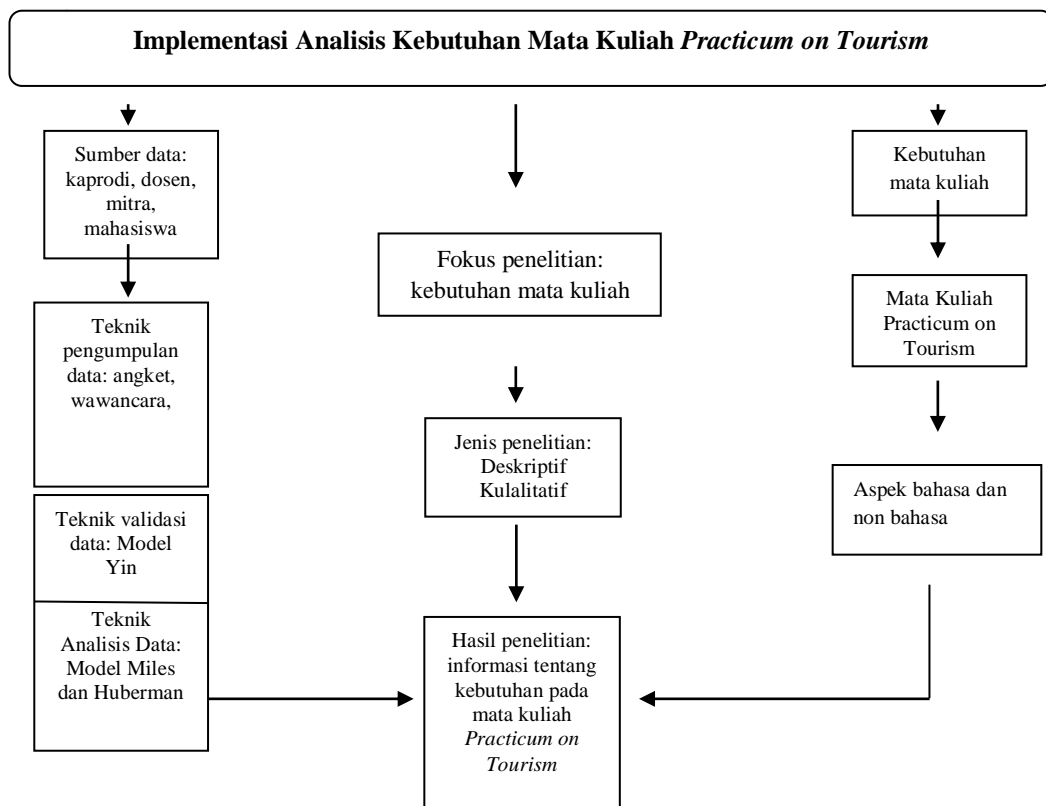 Implementasi Analisis Kebutuhan Mata Kuliah Practicum on Tourism
Sumber data:
kaprodi, dosen,
mitra,
mahasiswa
Teknik
pengumpulan
data: angket,
wawancara,
Teknik validasi
data: Model
Yin
Teknik
Analisis Data:
Model Miles
dan Huberman
Fokus penelitian:
kebutuhan mata kuliah
Jenis penelitian:
Deskriptif
Kulalitatif
Hasil penelitian:
informasi tentang
kebutuhan pada
mata kuliah
Practicum on
Tourism
Kebutuhan
mata kuliah
Mata Kuliah
Practicum on
Tourism
Aspek bahasa dan
non bahasa